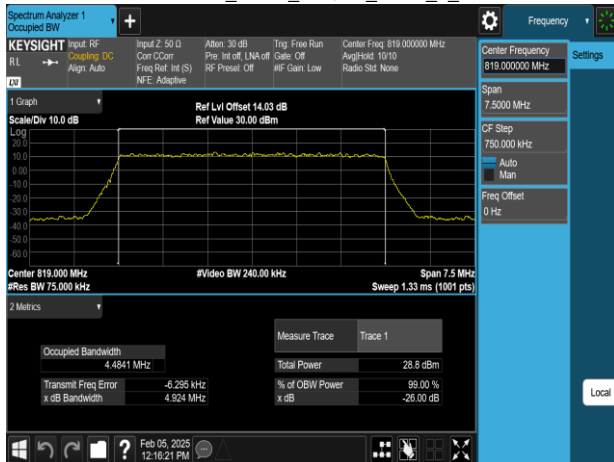 Spectrum Analyzer 1
Occupied BW
Frequency
KEYSIGHT
Input: RF
Coupling: DC
Align: Auto
Input Z: 50 Ω
Corr CCorr
Freq Ref: Int (S)
NFE: Adaptive
Atten: 30 dB
Pre: Int off, LNA off
RF Preset: Off
Trig: Free Run
Gate: Off
#IF Gain: Low
Center Freq: 819.000000 MHz
Avg|Hold: 10/10
Radio Std: None
R L
LXI
Center Frequency
819.000000 MHz
Settings
Span
7.5000 MHz
CF Step
750.000 kHz
Auto
Man
Freq Offset
0 Hz
Local
1 Graph
Scale/Div 10.0 dB
Ref Lvl Offset 14.03 dB
Ref Value 30.00 dBm
Log
20.0
10.0
0.00
-10.0
-20.0
-30.0
-40.0
-50.0
-60.0
Center 819.000 MHz
#Video BW 240.00 kHz
Span 7.5 MHz
#Res BW 75.000 kHz
Sweep 1.33 ms (1001 pts)
2 Metrics
Measure Trace Trace 1
Occupied Bandwidth
4.4841 MHz
Total Power 28.8 dBm
Transmit Freq Error -6.295 kHz
% of OBW Power 99.00 %
x dB Bandwidth 4.924 MHz
x dB -26.00 dB
?
Feb 05, 2025
12:16:21 PM